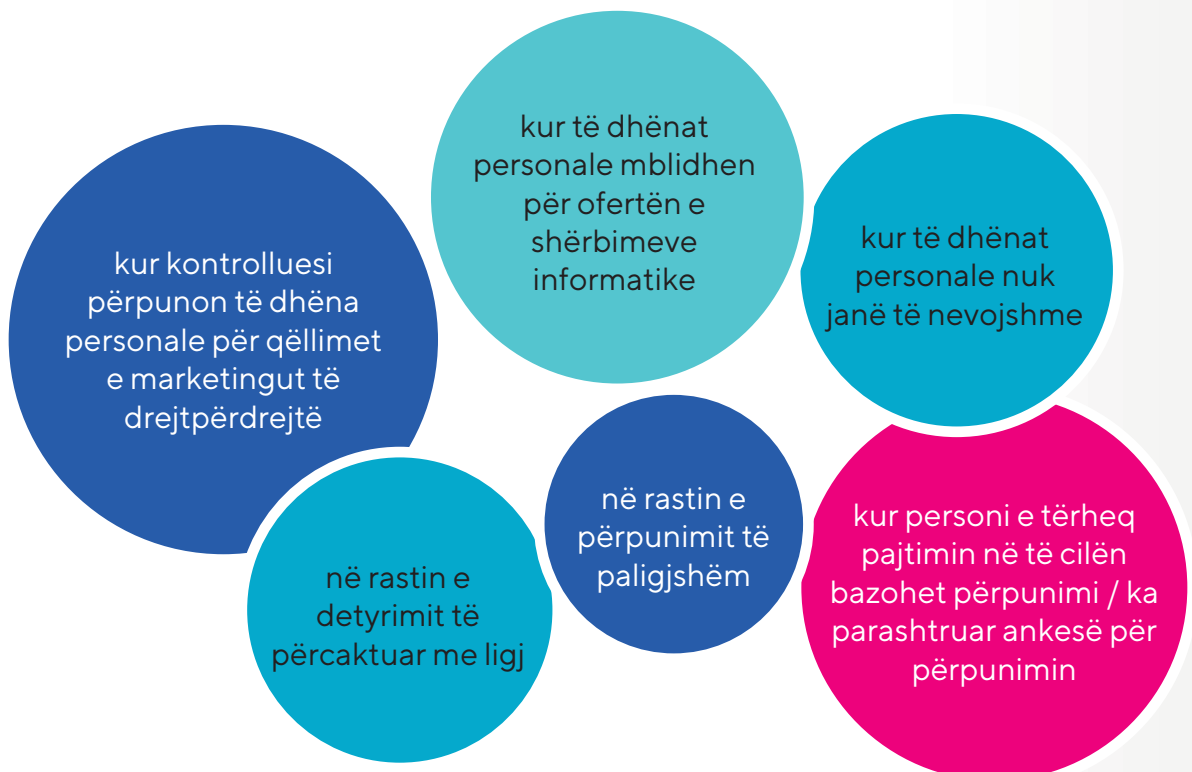 kur kontrolluesi
përpunon të dhëna
personale për qëllimet
e marketingut të
drejtpërdrejtë
kur të dhënat
personale mblidhen
për ofertën e
shërbimeve
informatike
kur të dhënat
personale nuk
janë të nevojshme
në rastin e
detyrimit të
përcaktuar me ligj
në rastin e
përpunimit të
paligjshëm
kur personi e tërheq
pajtimin në të cilën
bazohet përpunimi / ka
parashtruar ankesë për
përpunimin